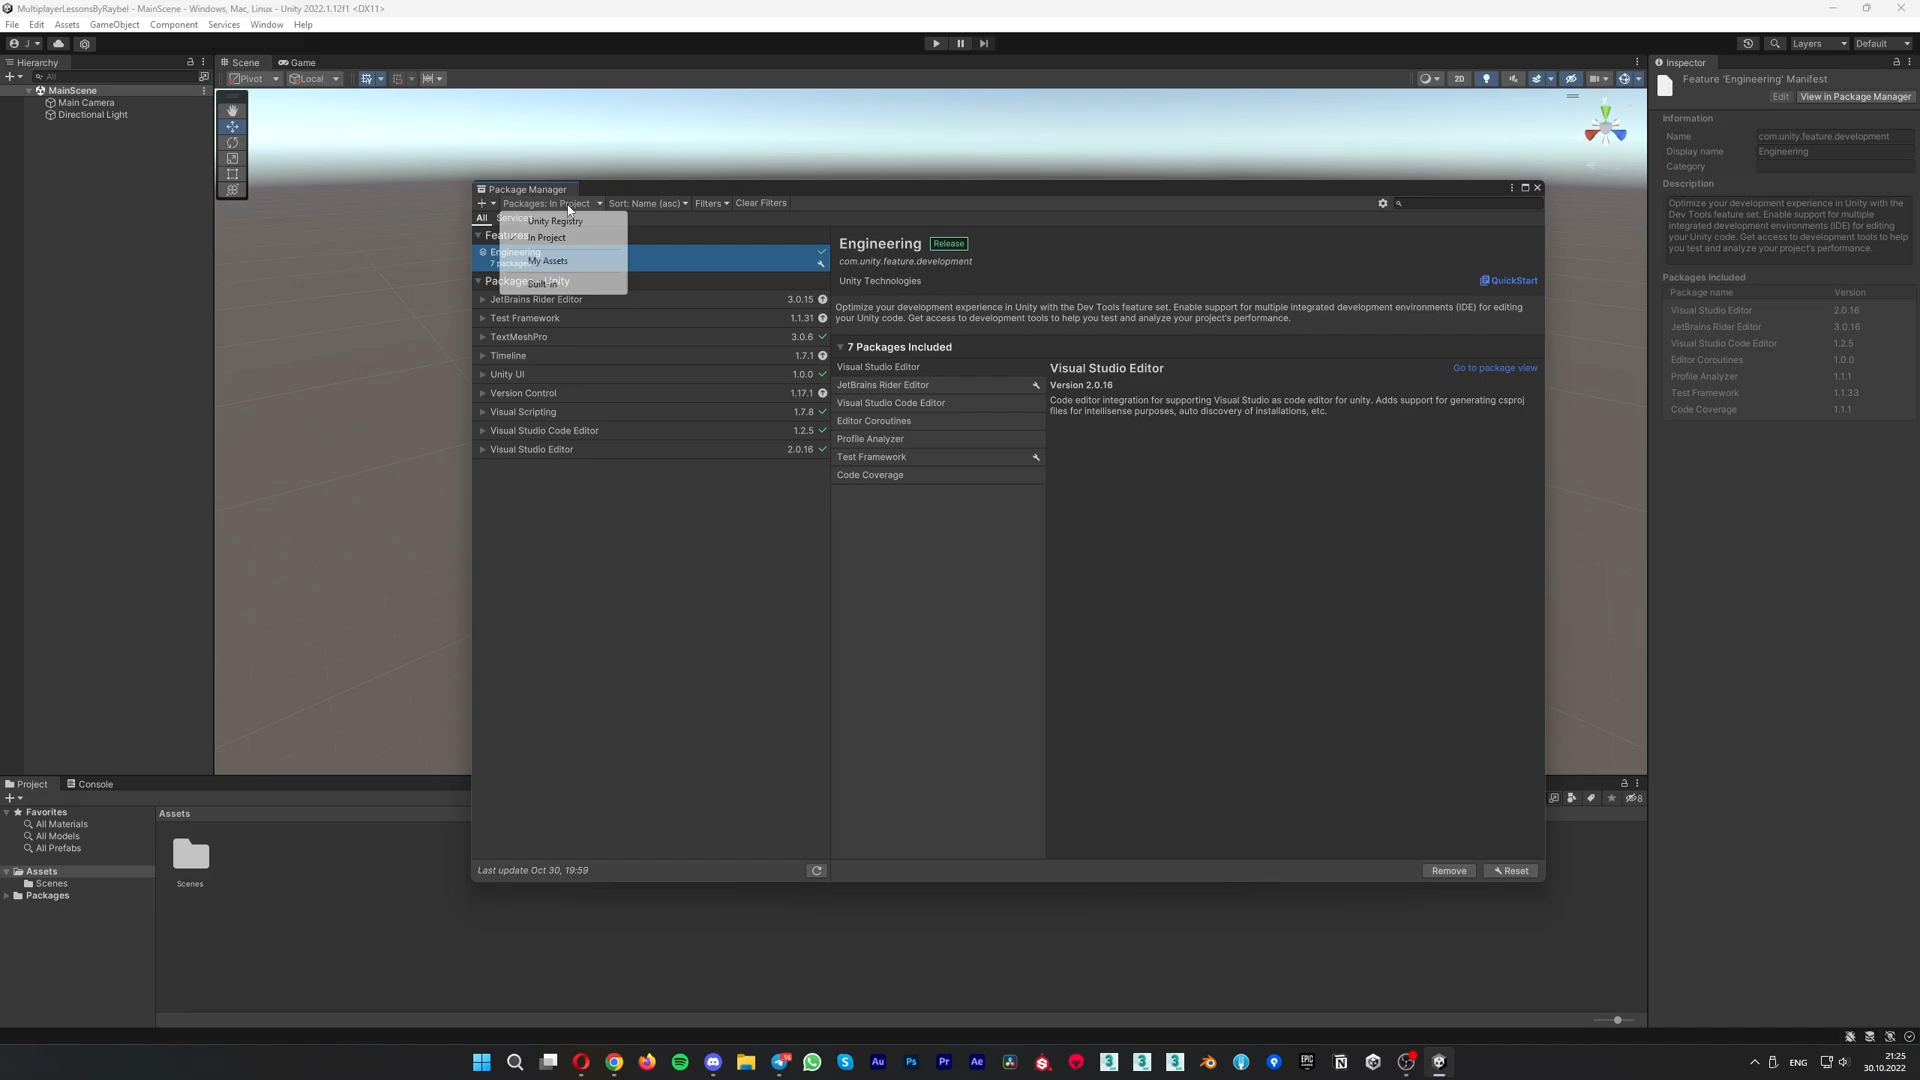 MultiplayerLessonsByRaybel - MainScene - Windows, Mac, Linux - Unity 2022.1.12f1 <DX11>
File Edit Assets GameObject Component Services Window Help
J
Layers
Default
Hierarchy
All
MainScene
Main Camera
Directional Light
Scene
Game
Pivot
Local
2D
Inspector
Feature 'Engineering' Manifest
Edit
View in Package Manager
Information
Name com.unity.feature.development
Display name Engineering
Category
Description
Optimize your development experience in Unity with the
Dev Tools feature set. Enable support for multiple
integrated development environments (IDE) for editing
your Unity code. Get access to development tools to help
you test and analyze your project's performance.
Packages included
Package name Version
Visual Studio Editor 2.0.16
JetBrains Rider Editor 3.0.16
Visual Studio Code Editor 1.2.5
Editor Coroutines 1.0.0
Profile Analyzer 1.1.1
Test Framework 1.1.33
Code Coverage 1.1.1
Package Manager
Packages: In Project
Sort: Name (asc)
Filters
Clear Filters
All
Services
Unity Registry
In Project
My Assets
Built-in
Features
Engineering
7 packages
Packages - Unity
JetBrains Rider Editor 3.0.15
Test Framework 1.1.31
TextMeshPro 3.0.6
Timeline 1.7.1
Unity UI 1.0.0
Version Control 1.17.1
Visual Scripting 1.7.8
Visual Studio Code Editor 1.2.5
Visual Studio Editor 2.0.16
Last update Oct 30, 19:59
Engineering
Release
com.unity.feature.development
Unity Technologies
QuickStart
Optimize your development experience in Unity with the Dev Tools feature set. Enable support for multiple integrated development environments (IDE) for editing
your Unity code. Get access to development tools to help you test and analyze your project's performance.
7 Packages Included
Visual Studio Editor
JetBrains Rider Editor
Visual Studio Code Editor
Editor Coroutines
Profile Analyzer
Test Framework
Code Coverage
Visual Studio Editor
Go to package view
Version 2.0.16
Code editor integration for supporting Visual Studio as code editor for unity. Adds support for generating csproj
files for intellisense purposes, auto discovery of installations, etc.
Remove
Reset
Project
Console
Favorites
All Materials
All Models
All Prefabs
Assets
Scenes
Packages
Assets
Scenes
8
56
Au
Ps
Pr
Ae
3
3
3
EPIC
ENG
21:25
30.10.2022